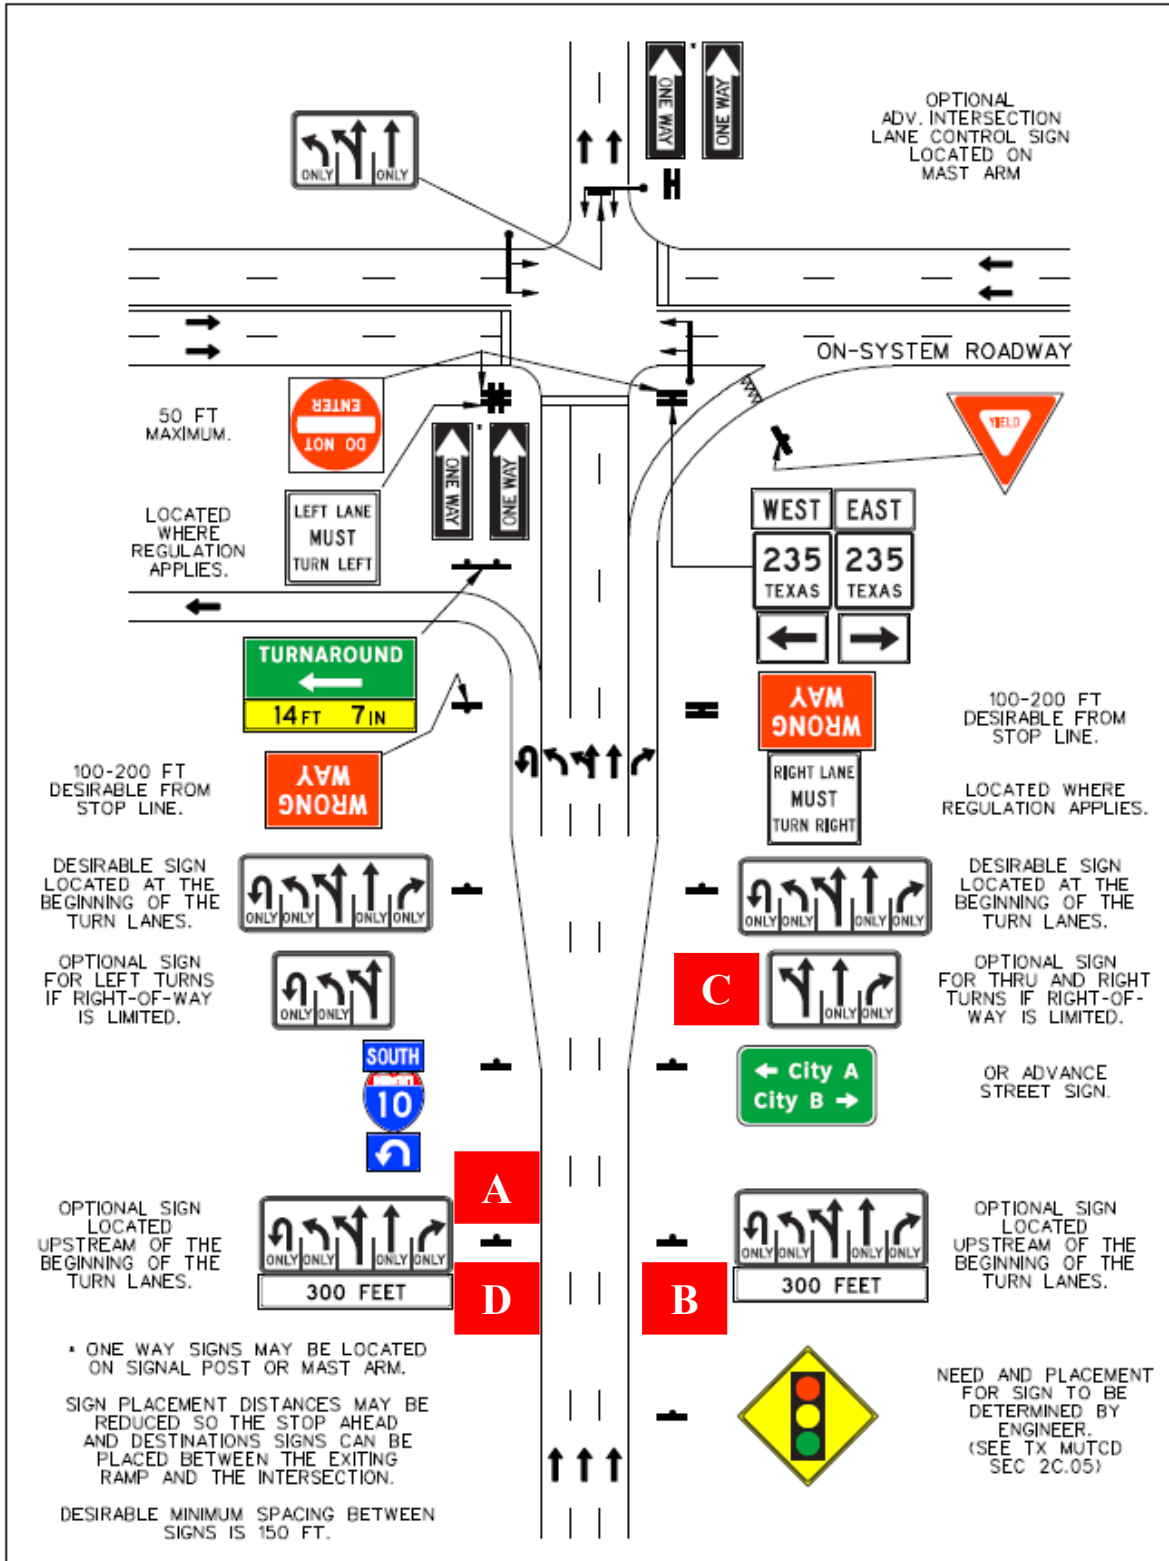 ONE WAY
ONE WAY
OPTIONAL
ADV. INTERSECTION
LANE CONTROL SIGN
LOCATED ON
MAST ARM
ONLY ONLY
ON-SYSTEM ROADWAY
50 FT
MAXIMUM.
DO NOT
ENTER
ONE WAY
ONE WAY
YIELD
LOCATED
WHERE
REGULATION
APPLIES.
LEFT LANE
MUST
TURN LEFT
WEST EAST
235 235
TEXAS TEXAS
TURNAROUND
14 FT 7 IN
WRONG
WAY
100-200 FT
DESIRABLE FROM
STOP LINE.
100-200 FT
DESIRABLE FROM
STOP LINE.
WRONG
WAY
RIGHT LANE
MUST
TURN RIGHT
LOCATED WHERE
REGULATION APPLIES.
DESIRABLE SIGN
LOCATED AT THE
BEGINNING OF THE
TURN LANES.
ONLY ONLY ONLY ONLY
ONLY ONLY ONLY ONLY
DESIRABLE SIGN
LOCATED AT THE
BEGINNING OF THE
TURN LANES.
OPTIONAL SIGN
FOR LEFT TURNS
IF RIGHT-OF-WAY
IS LIMITED.
ONLY ONLY
C
ONLY ONLY
OPTIONAL SIGN
FOR THRU AND RIGHT
TURNS IF RIGHT-OF-
WAY IS LIMITED.
SOUTH
10
← City A
City B →
OR ADVANCE
STREET SIGN.
A
OPTIONAL SIGN
LOCATED
UPSTREAM OF THE
BEGINNING OF THE
TURN LANES.
ONLY ONLY ONLY ONLY
300 FEET
D
B
ONLY ONLY ONLY ONLY
300 FEET
OPTIONAL SIGN
LOCATED
UPSTREAM OF THE
BEGINNING OF THE
TURN LANES.
* ONE WAY SIGNS MAY BE LOCATED
ON SIGNAL POST OR MAST ARM.
SIGN PLACEMENT DISTANCES MAY BE
REDUCED SO THE STOP AHEAD
AND DESTINATIONS SIGNS CAN BE
PLACED BETWEEN THE EXITING
RAMP AND THE INTERSECTION.
DESIRABLE MINIMUM SPACING BETWEEN
SIGNS IS 150 FT.
NEED AND PLACEMENT
FOR SIGN TO BE
DETERMINED BY
ENGINEER.
(SEE TX MUTCD
SEC 2C.05)